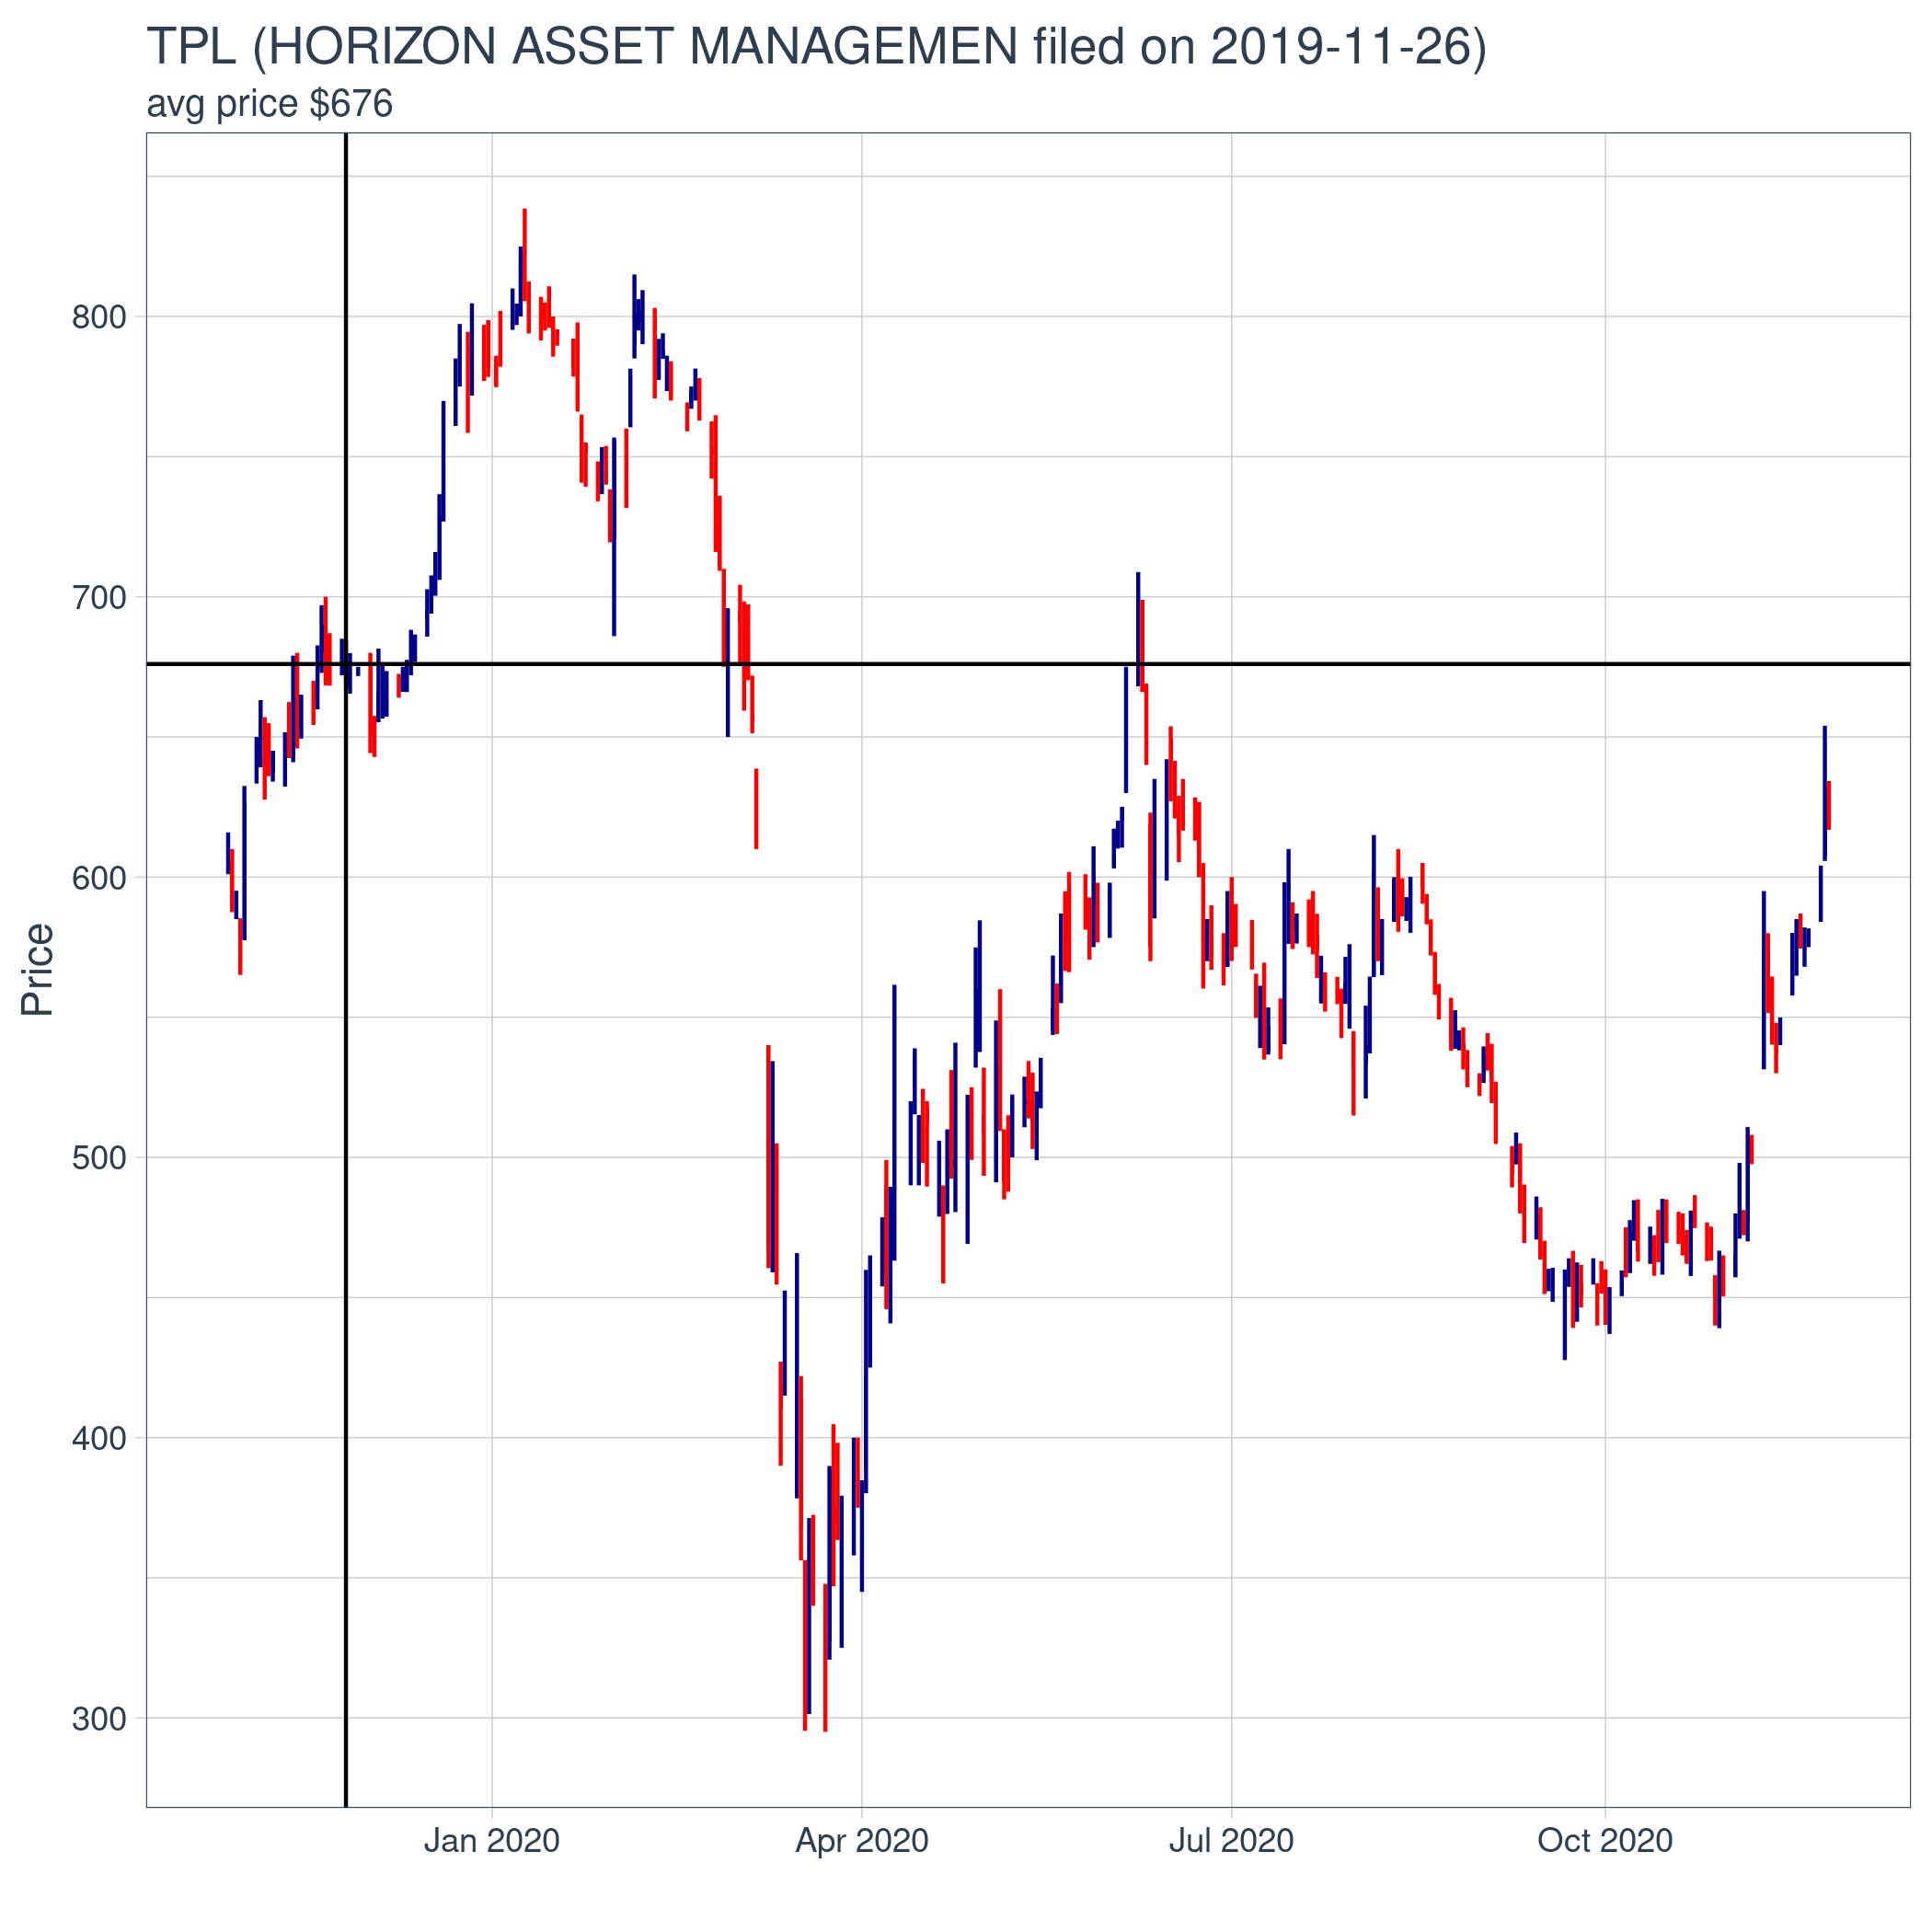 TPL (HORIZON ASSET MANAGEMEN filed on 2019-11-26)
avg price $676
800
700
600
500
400
300
Price
Jan 2020
Apr 2020
Jul 2020
Oct 2020